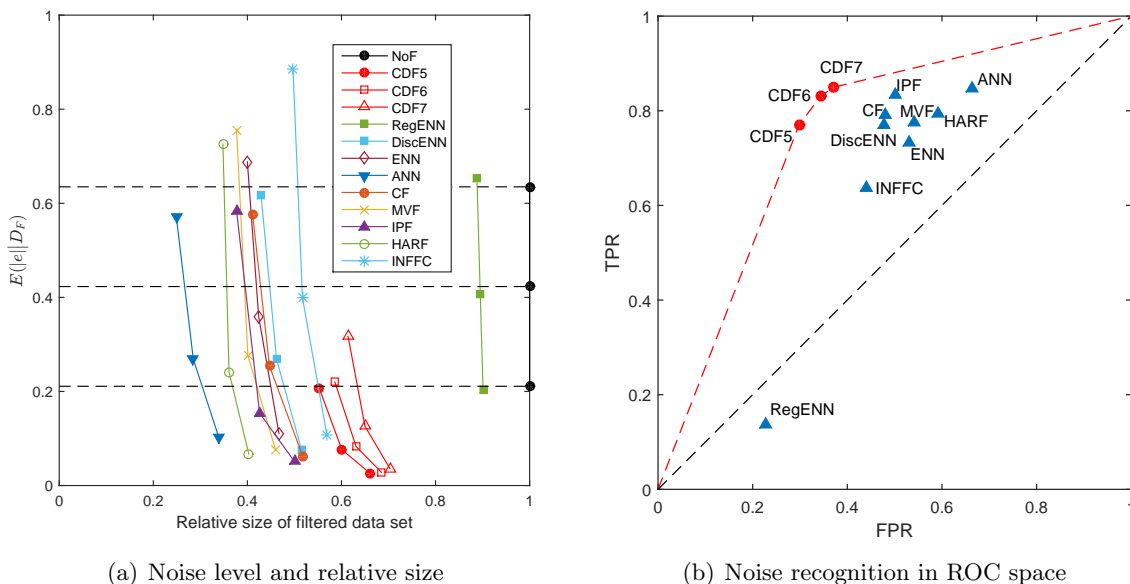 1
0.8
0.6
0.4
0.2
0
E(|e||D_F)
0 0.2 0.4 0.6 0.8 1
Relative size of filtered data set
NoF
CDF5
CDF6
CDF7
RegENN
DiscENN
ENN
ANN
CF
MVF
IPF
HARF
INFFC
(a) Noise level and relative size
1
0.8
0.6
0.4
0.2
0
TPR
0 0.2 0.4 0.6 0.8 1
FPR
CDF7
CDF6
CDF5
IPF
ANN
CF
MVF
HARF
DiscENN
ENN
INFFC
RegENN
(b) Noise recognition in ROC space